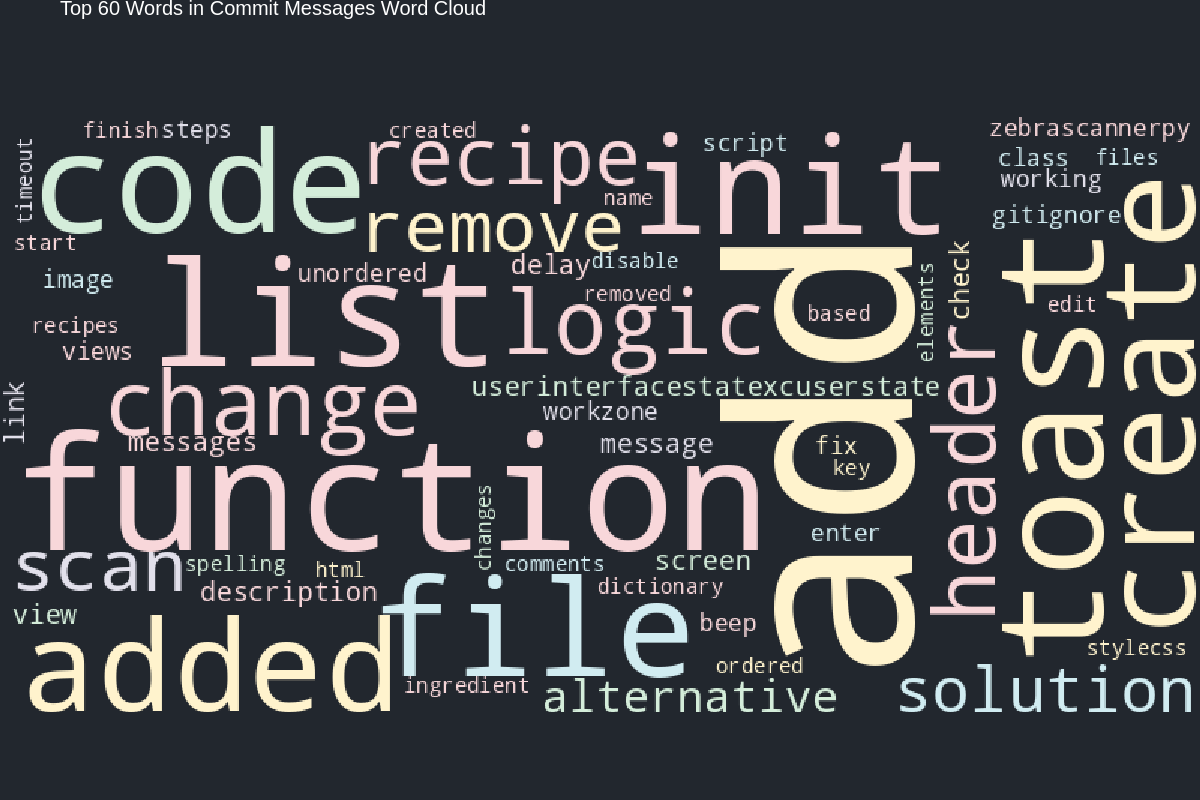 Top 60 Words in Commit Messages Word Cloud
finish
steps
created
script
zebrascannerpy
timeout
code
recipe
init
class
files
working
name
create
gitignore
remove
start
image
unordered
delay
disable
list
removed
logic
add
based
elements
check
toast
edit
recipes
views
link
change
userinterfacestatexcuserstate
workzone
header
messages
message
fix
key
function
changes
enter
scan
spelling
html
comments
screen
description
dictionary
view
file
beep
added
ordered
stylecss
ingredient
alternative
solution